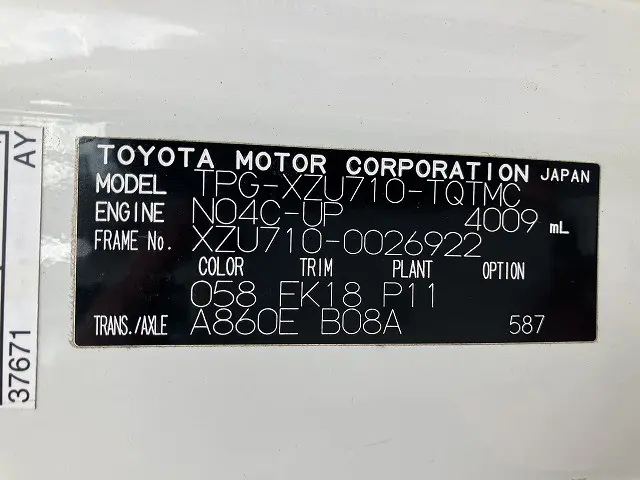 TOYOTA MOTOR CORPORATION JAPAN
MODEL TPG-XZU710-TQTMC
ENGINE N04C-UP 4009 mL
FRAME No. XZU710-0026922
COLOR TRIM PLANT OPTION
058 FK18 P11
TRANS./AXLE A860E B08A 587
37671 AY